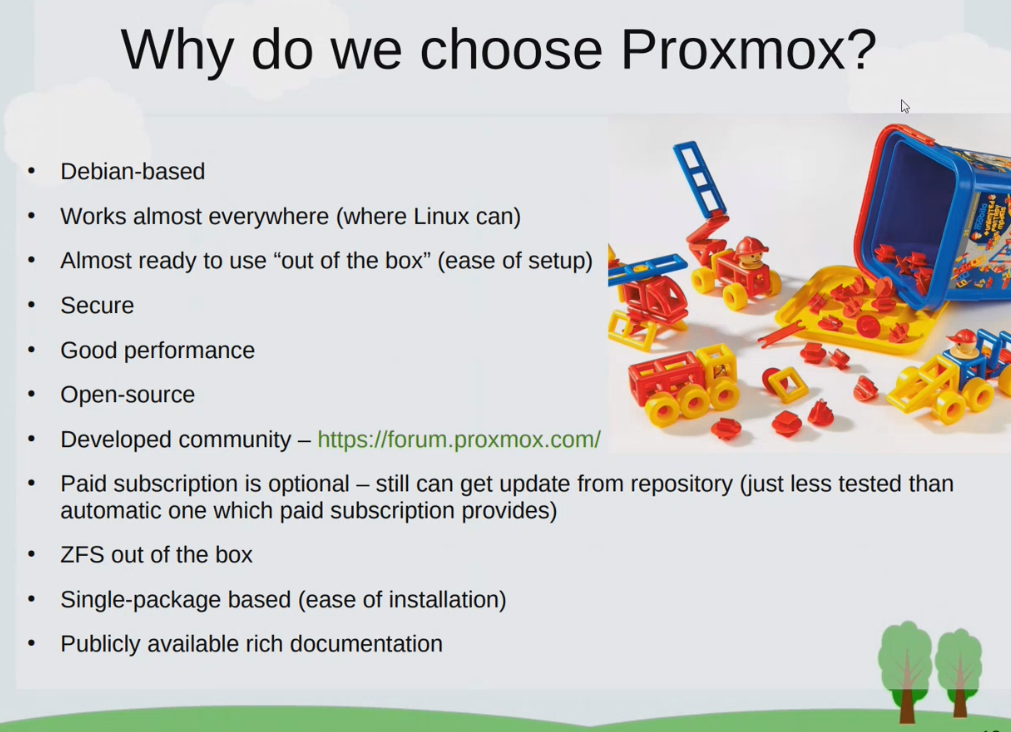 Why do we choose Proxmox?
• Debian-based
• Works almost everywhere (where Linux can)
• Almost ready to use “out of the box” (ease of setup)
• Secure
• Good performance
• Open-source
• Developed community – https://forum.proxmox.com/
• Paid subscription is optional – still can get update from repository (just less tested than
automatic one which paid subscription provides)
• ZFS out of the box
• Single-package based (ease of installation)
• Publicly available rich documentation